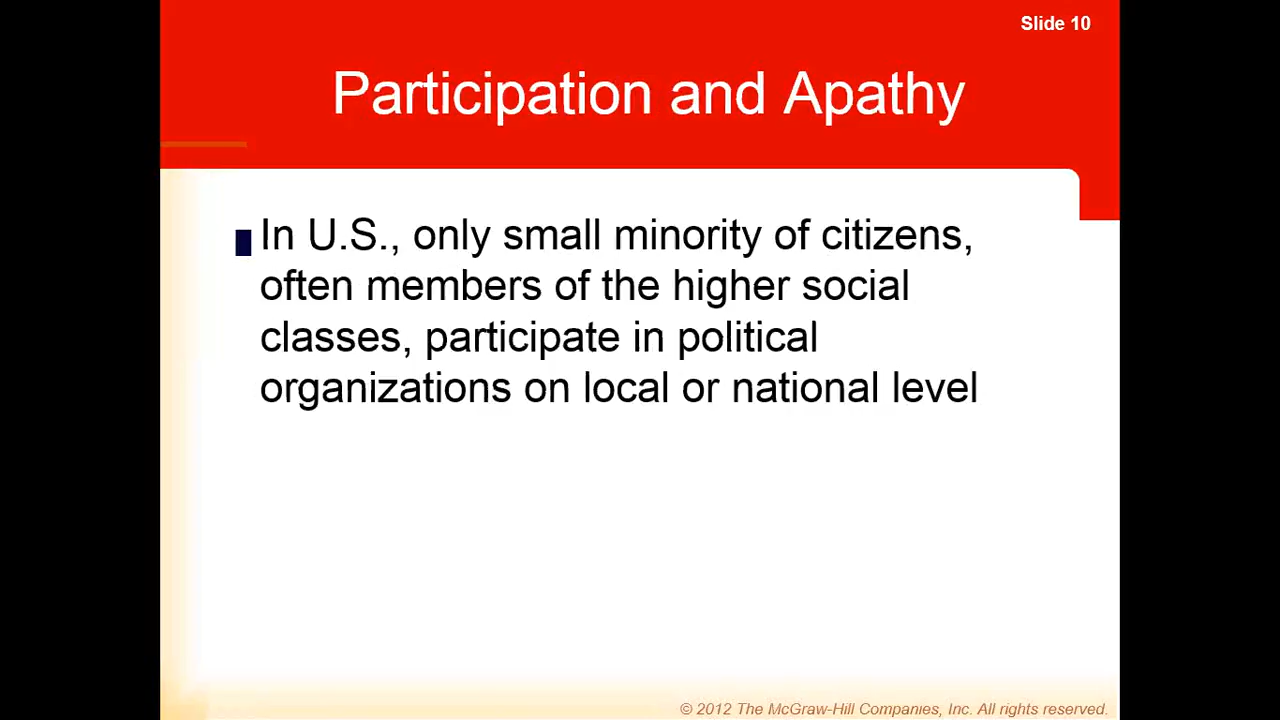 Slide 10
Participation and Apathy
In U.S., only small minority of citizens,
often members of the higher social
classes, participate in political
organizations on local or national level
© 2012 The McGraw-Hill Companies, Inc. All rights reserved.